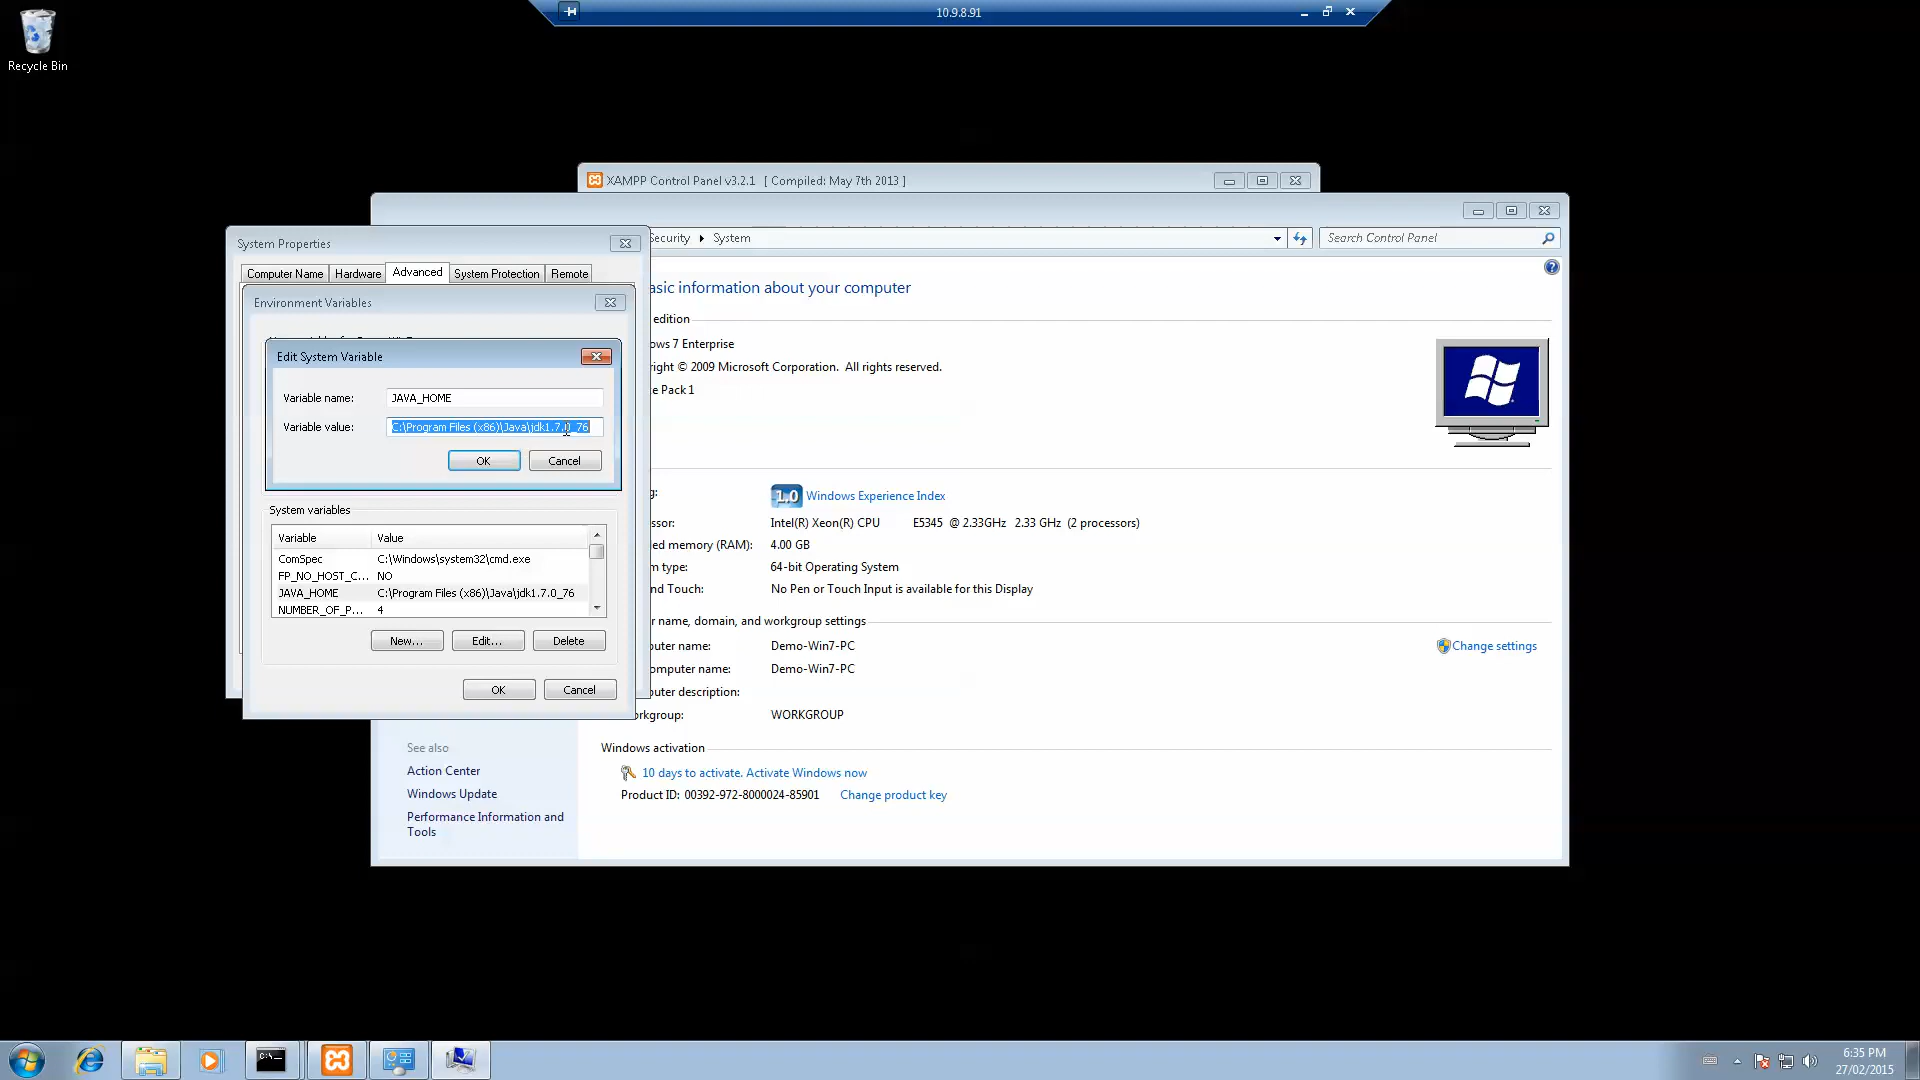 10.9.8.91
Recycle Bin
XAMPP Control Panel v3.2.1 [ Compiled: May 7th 2013 ]
Security ▸ System
Search Control Panel
System Properties
Computer Name
Hardware
Advanced
System Protection
Remote
asic information about your computer
edition
ows 7 Enterprise
right © 2009 Microsoft Corporation. All rights reserved.
e Pack 1
Environment Variables
Edit System Variable
Variable name:
JAVA_HOME
Variable value:
C:\Program Files (x86)\Java\jdk1.7.0_76
OK
Cancel
g:
1.0 Windows Experience Index
ssor:
Intel(R) Xeon(R) CPU E5345 @ 2.33GHz 2.33 GHz (2 processors)
ed memory (RAM):
4.00 GB
m type:
64-bit Operating System
nd Touch:
No Pen or Touch Input is available for this Display
System variables
Variable
Value
ComSpec
C:\Windows\system32\cmd.exe
FP_NO_HOST_C...
NO
JAVA_HOME
C:\Program Files (x86)\Java\jdk1.7.0_76
NUMBER_OF_P...
4
New...
Edit...
Delete
OK
Cancel
r name, domain, and workgroup settings
uter name:
Demo-Win7-PC
Change settings
omputer name:
Demo-Win7-PC
uter description:
rkgroup:
WORKGROUP
Windows activation
10 days to activate. Activate Windows now
Product ID: 00392-972-8000024-85901
Change product key
See also
Action Center
Windows Update
Performance Information and
Tools
C:\
6:35 PM
27/02/2015